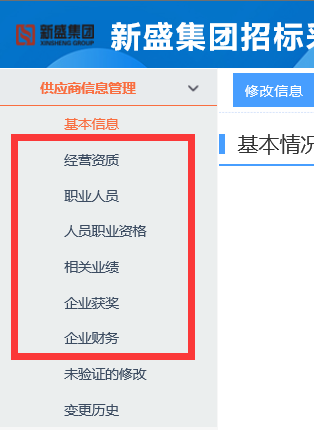 新盛集团
XINSHENG GROUP
新盛集团招标采
供应商信息管理
修改信息
基本信息
基本情况
经营资质
职业人员
人员职业资格
相关业绩
企业获奖
企业财务
未验证的修改
变更历史